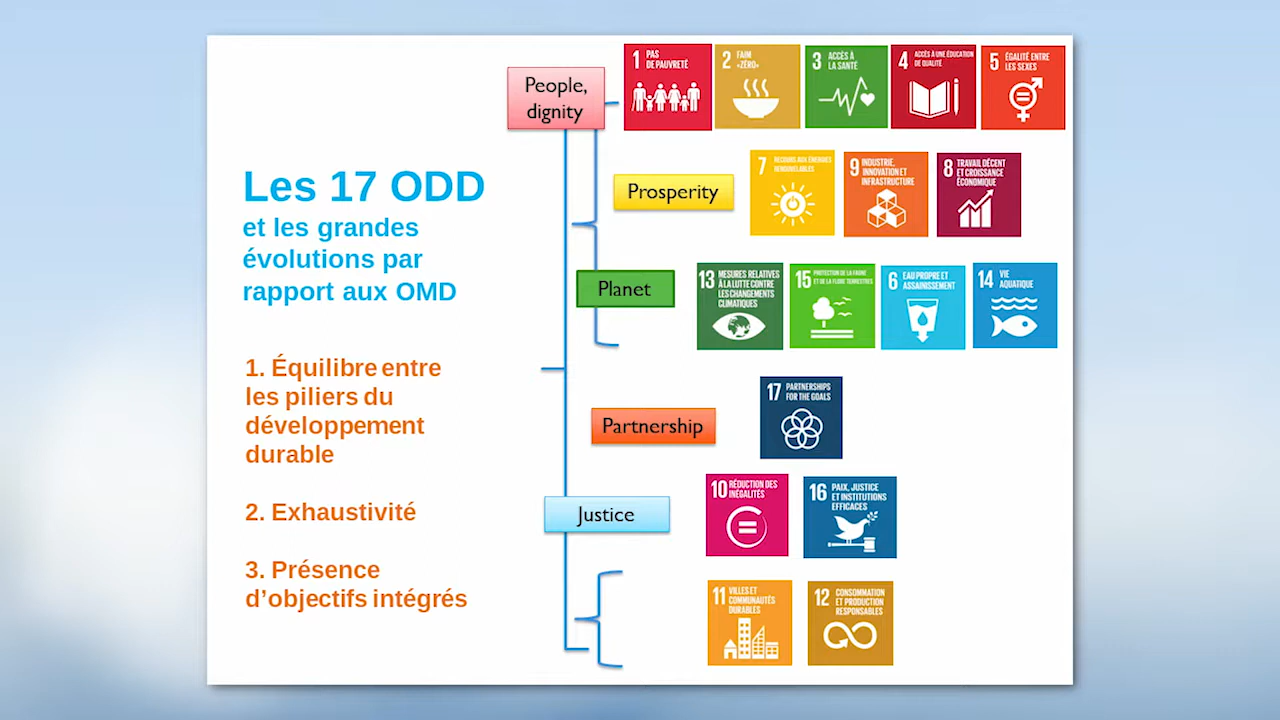 Les 17 ODD
et les grandes
évolutions par
rapport aux OMD
1. Équilibre entre
les piliers du
développement
durable
2. Exhaustivité
3. Présence
d’objectifs intégrés
People,
dignity
1 PAS
DE PAUVRETÉ
2 FAIM
«ZÉRO»
3 ACCÈS À
LA SANTÉ
4 ACCÈS À UNE ÉDUCATION
DE QUALITÉ
5 ÉGALITÉ ENTRE
LES SEXES
Prosperity
7 RECOURS AUX ÉNERGIES
RENOUVELABLES
9 INDUSTRIE,
INNOVATION ET
INFRASTRUCTURE
8 TRAVAIL DÉCENT
ET CROISSANCE
ÉCONOMIQUE
Planet
13 MESURES RELATIVES
À LA LUTTE CONTRE
LES CHANGEMENTS
CLIMATIQUES
15 PROTECTION DE LA FAUNE
ET DE LA FLORE TERRESTRES
6 EAU PROPRE ET
ASSAINISSEMENT
14 VIE
AQUATIQUE
Partnership
17 PARTNERSHIPS
FOR THE GOALS
Justice
10 RÉDUCTION DES
INÉGALITÉS
16 PAIX, JUSTICE
ET INSTITUTIONS
EFFICACES
11 VILLES ET
COMMUNAUTÉS
DURABLES
12 CONSOMMATION
ET PRODUCTION
RESPONSABLES